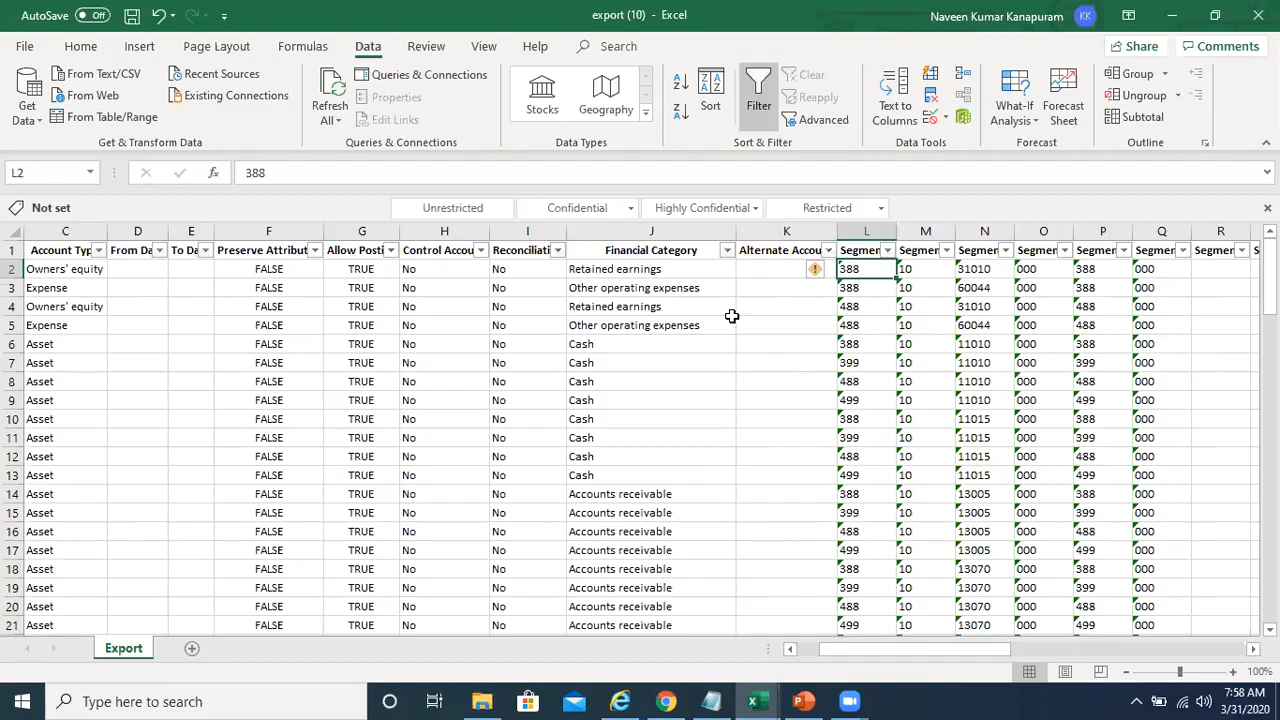 AutoSave Off export (10) - Excel Naveen Kumar Kanapuram KK
File Home Insert Page Layout Formulas Data Review View Help Search Share Comments
Get Data
From Text/CSV
From Web
From Table/Range
Recent Sources
Existing Connections
Get & Transform Data
Refresh All
Queries & Connections
Properties
Edit Links
Queries & Connections
Stocks Geography
Data Types
Sort
Filter
Clear
Reapply
Advanced
Sort & Filter
Text to Columns
Data Tools
What-If Analysis
Forecast Sheet
Forecast
Group
Ungroup
Subtotal
Outline
L2 fx 388
Not set Unrestricted Confidential Highly Confidential Restricted
C D E F G H I J K L M N O P Q R
1 Account Typ From Da To Da Preserve Attribut Allow Posti Control Accou Reconciliati Financial Category Alternate Accou Segmen Segmen Segmen Segmen Segmen Segmen Segmen S
2 Owners' equity FALSE TRUE No No Retained earnings 388 10 31010 000 388 000
3 Expense FALSE TRUE No No Other operating expenses 388 10 60044 000 388 000
4 Owners' equity FALSE TRUE No No Retained earnings 488 10 31010 000 488 000
5 Expense FALSE TRUE No No Other operating expenses 488 10 60044 000 488 000
6 Asset FALSE TRUE No No Cash 388 10 11010 000 388 000
7 Asset FALSE TRUE No No Cash 399 10 11010 000 399 000
8 Asset FALSE TRUE No No Cash 488 10 11010 000 488 000
9 Asset FALSE TRUE No No Cash 499 10 11010 000 499 000
10 Asset FALSE TRUE No No Cash 388 10 11015 000 388 000
11 Asset FALSE TRUE No No Cash 399 10 11015 000 399 000
12 Asset FALSE TRUE No No Cash 488 10 11015 000 488 000
13 Asset FALSE TRUE No No Cash 499 10 11015 000 499 000
14 Asset FALSE TRUE No No Accounts receivable 388 10 13005 000 388 000
15 Asset FALSE TRUE No No Accounts receivable 399 10 13005 000 399 000
16 Asset FALSE TRUE No No Accounts receivable 488 10 13005 000 488 000
17 Asset FALSE TRUE No No Accounts receivable 499 10 13005 000 499 000
18 Asset FALSE TRUE No No Accounts receivable 388 10 13070 000 388 000
19 Asset FALSE TRUE No No Accounts receivable 399 10 13070 000 399 000
20 Asset FALSE TRUE No No Accounts receivable 488 10 13070 000 488 000
21 Asset FALSE TRUE No No Accounts receivable 499 10 13070 000 499 000
Export
100%
Type here to search
7:58 AM
3/31/2020